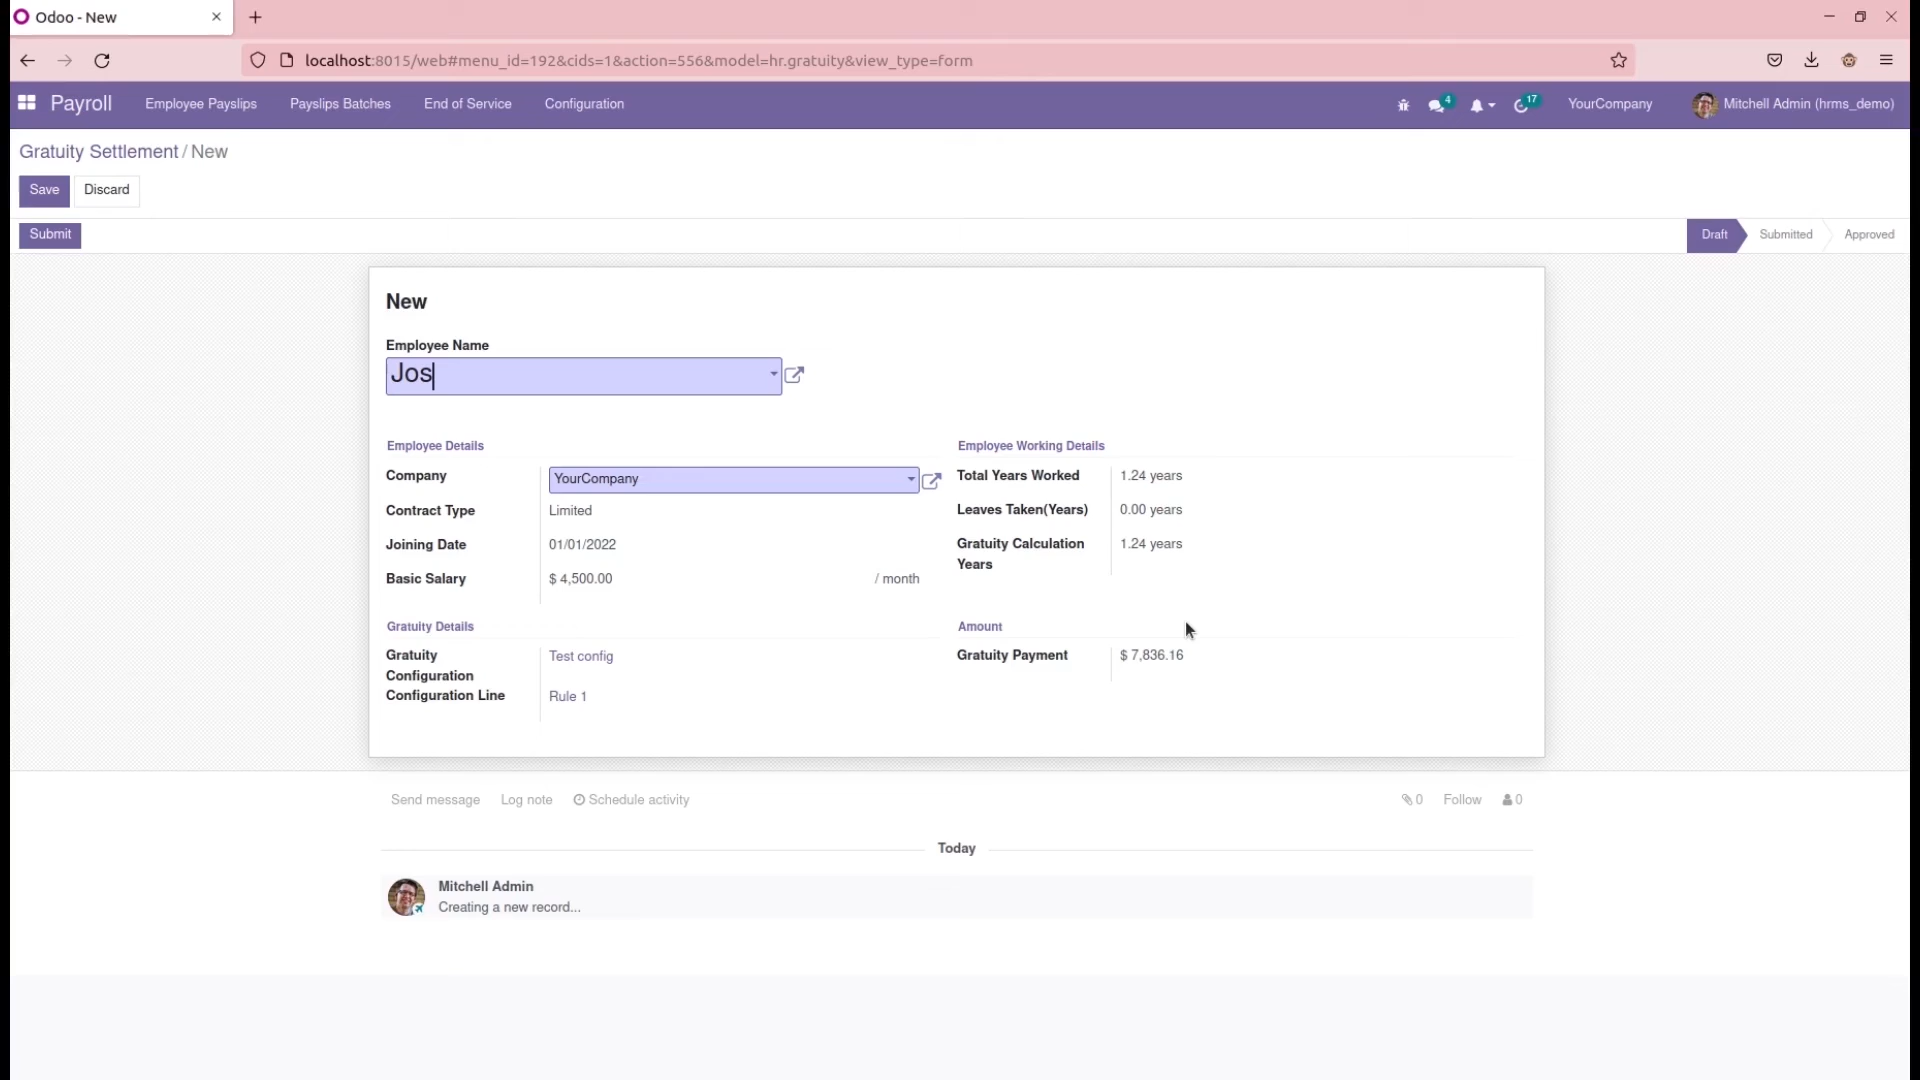 Odoo - New
localhost:8015/web#menu_id=192&cids=1&action=556&model=hr.gratuity&view_type=form
Payroll Employee Payslips Payslips Batches End of Service Configuration 4 17 YourCompany Mitchell Admin (hrms_demo)
Gratuity Settlement / New
Save Discard
Submit Draft Submitted Approved
New
Employee Name
Jos
Employee Details Employee Working Details
Company YourCompany Total Years Worked 1.24 years
Contract Type Limited Leaves Taken(Years) 0.00 years
Joining Date 01/01/2022 Gratuity Calculation 1.24 years
Years
Basic Salary $ 4,500.00 / month
Gratuity Details Amount
Gratuity Test config Gratuity Payment $ 7,836.16
Configuration
Configuration Line Rule 1
Send message Log note Schedule activity 0 Follow 0
Today
Mitchell Admin
Creating a new record...